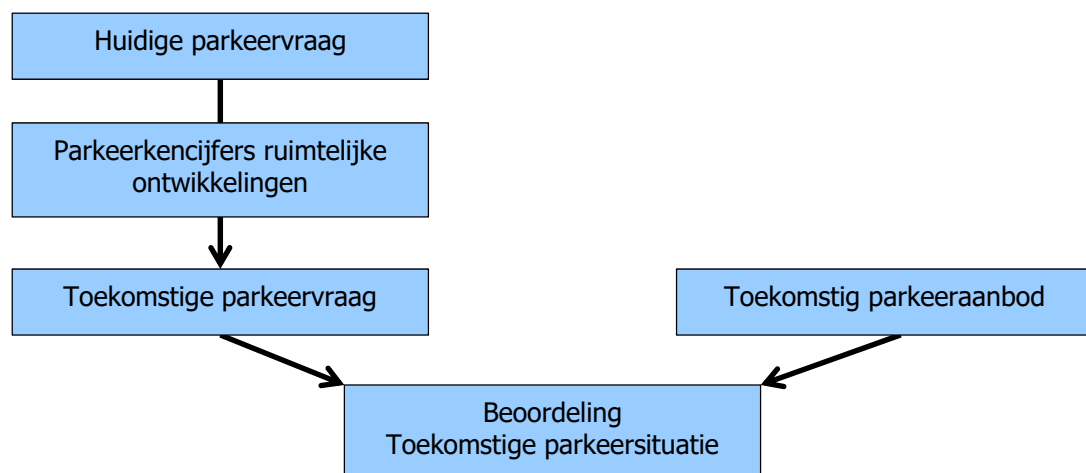 Huidige parkeervraag
Parkeerkencijfers ruimtelijke
ontwikkelingen
Toekomstige parkeervraag
Toekomstig parkeeraanbod
Beoordeling
Toekomstige parkeersituatie